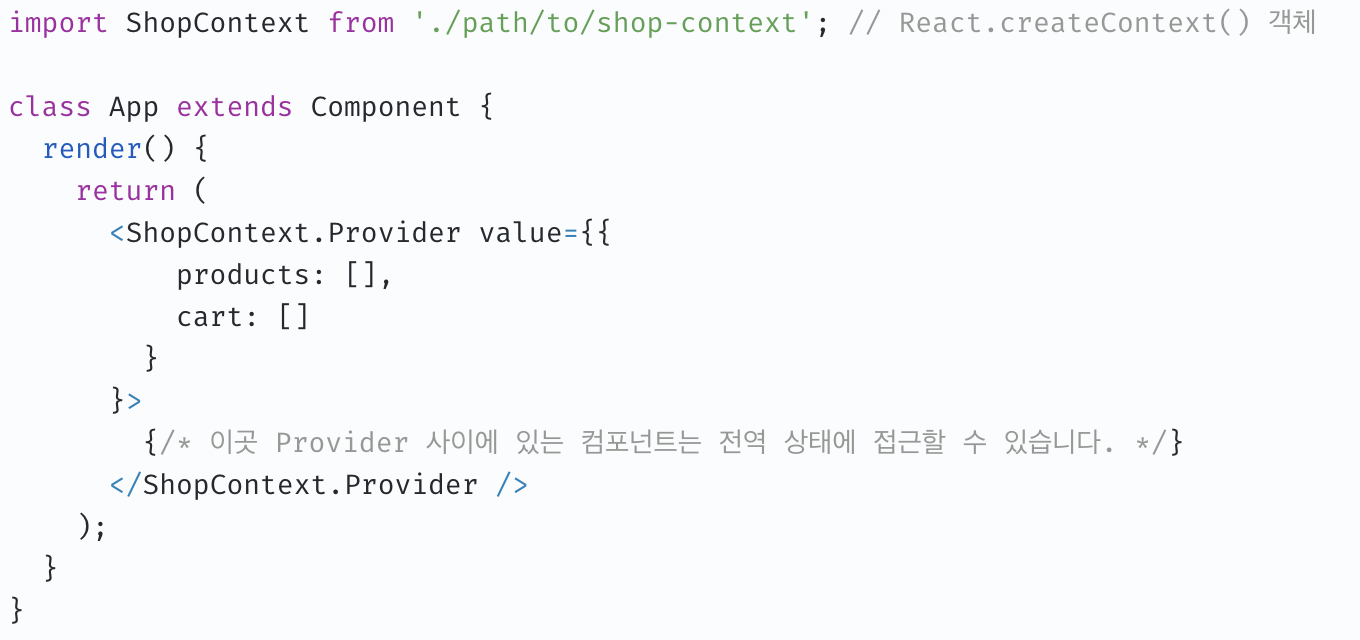 import ShopContext from './path/to/shop-context'; // React.createContext() 객체

class App extends Component {
  render() {
    return (
      <ShopContext.Provider value={{
          products: [],
          cart: []
        }
      }>
        {/* 이곳 Provider 사이에 있는 컴포넌트는 전역 상태에 접근할 수 있습니다. */}
      </ShopContext.Provider />
    );
  }
}